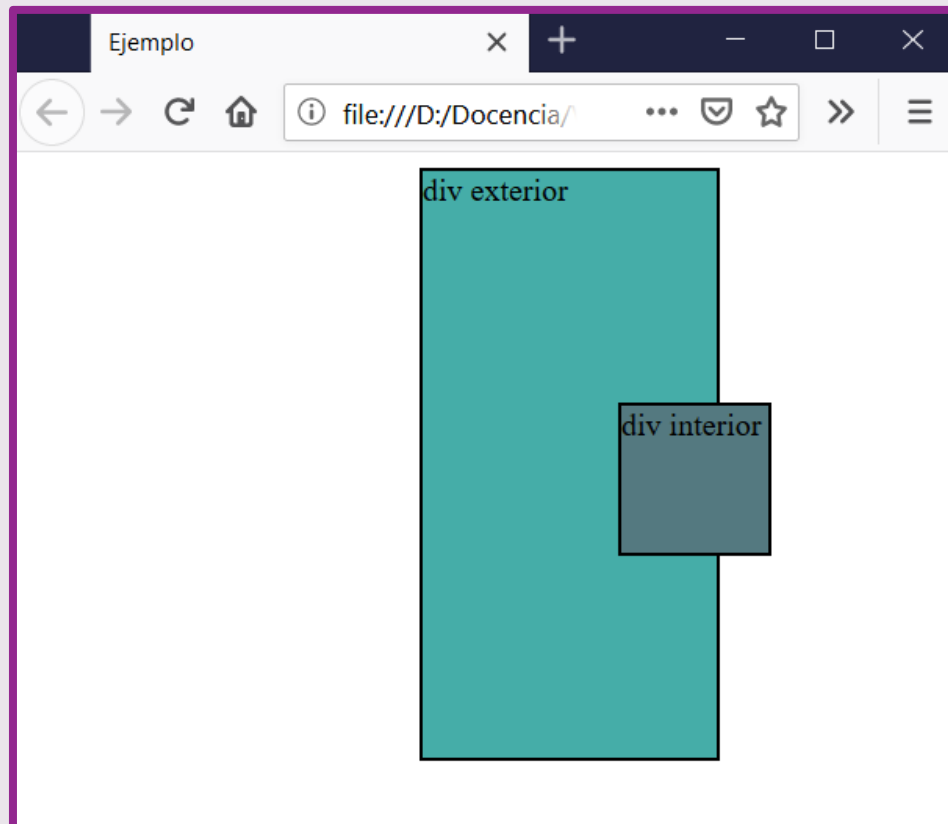 Ejemplo
file:///D:/Docencia/
div exterior
div interior